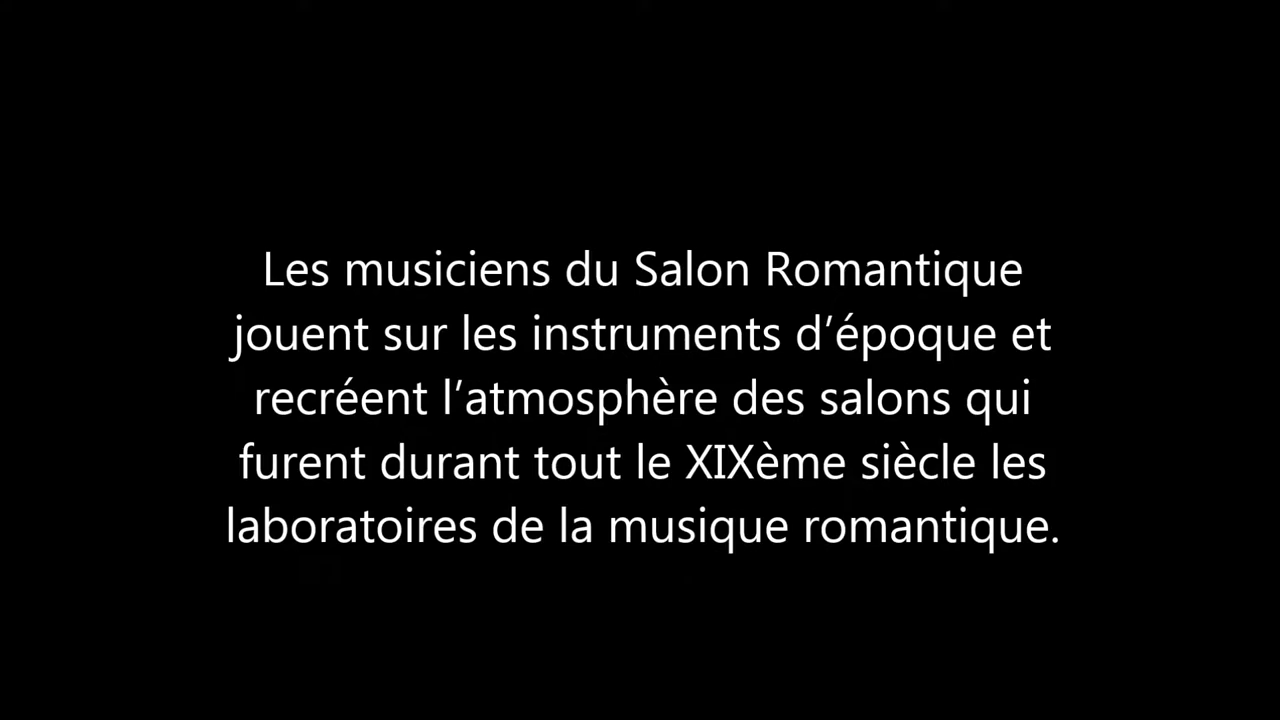 Les musiciens du Salon Romantique
jouent sur les instruments d’époque et
recréent l’atmosphère des salons qui
furent durant tout le XIXème siècle les
laboratoires de la musique romantique.